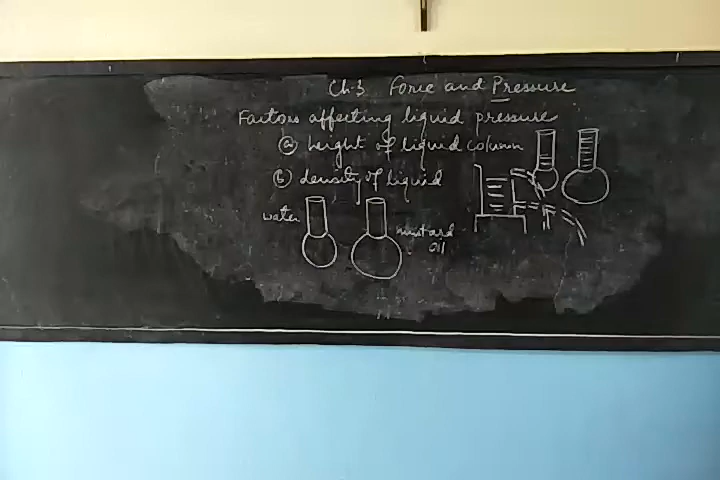 Ch-3 Force and Pressure
Factors affecting liquid pressure
(a) height of liquid column
(b) density of liquid
water
mustard
oil